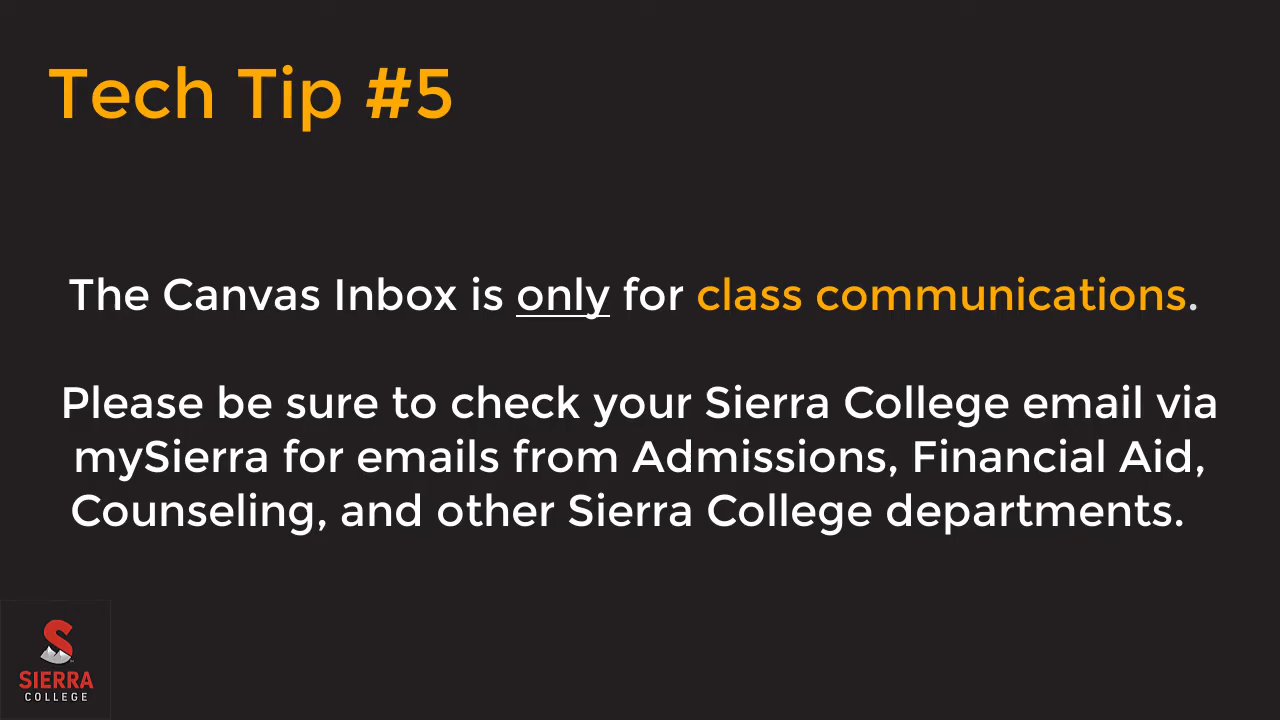 Tech Tip #5
The Canvas Inbox is only for class communications.
Please be sure to check your Sierra College email via
mySierra for emails from Admissions, Financial Aid,
Counseling, and other Sierra College departments.
SIERRA
COLLEGE